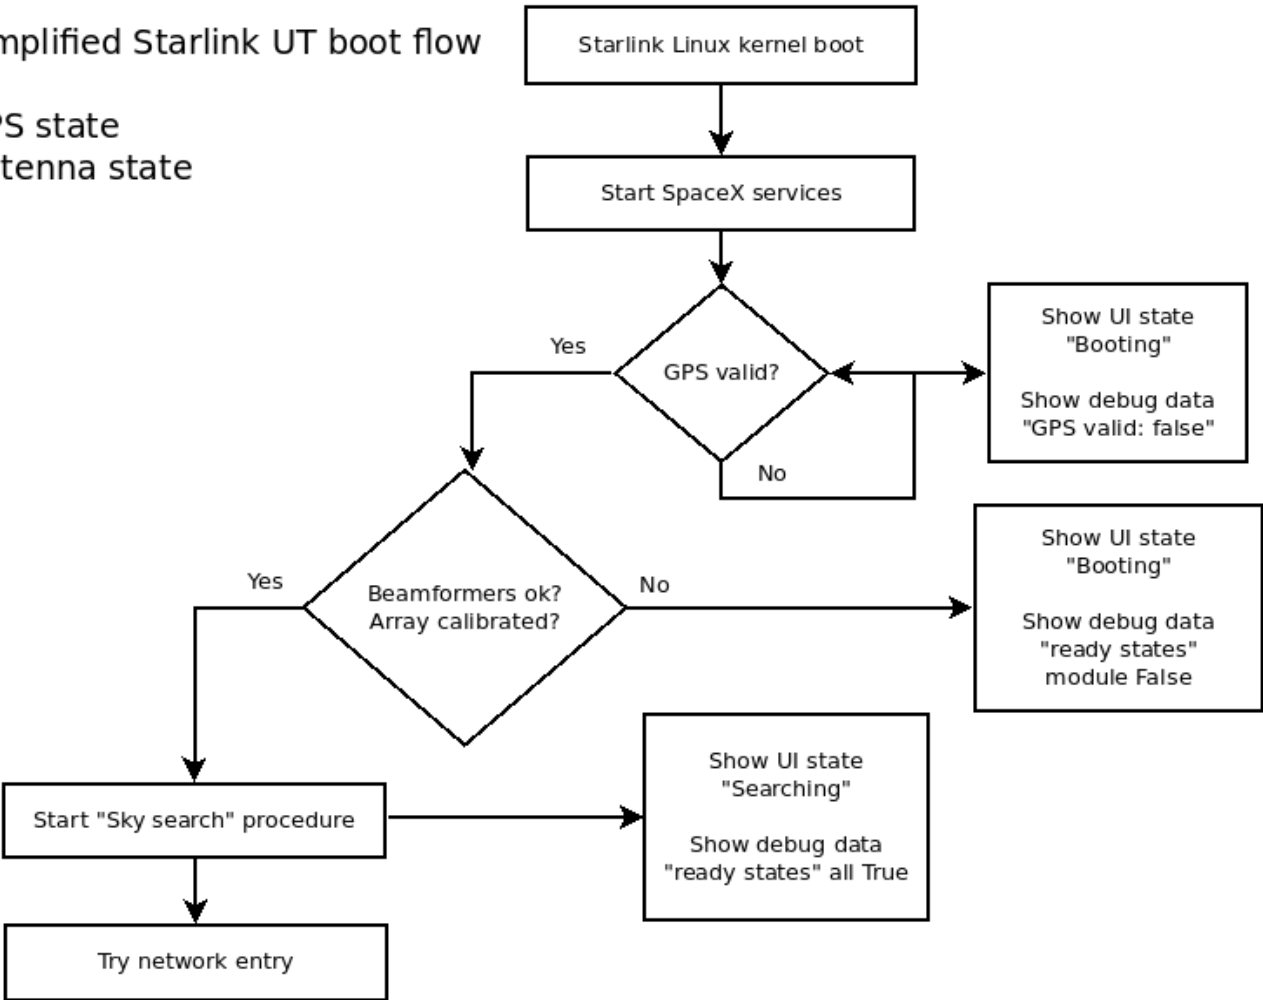 mplified Starlink UT boot flow
PS state
tenna state
Starlink Linux kernel boot
Start SpaceX services
GPS valid?
Yes
No
Show UI state
"Booting"
Show debug data
"GPS valid: false"
Beamformers ok?
Array calibrated?
Yes
No
Show UI state
"Booting"
Show debug data
"ready states"
module False
Start "Sky search" procedure
Show UI state
"Searching"
Show debug data
"ready states" all True
Try network entry